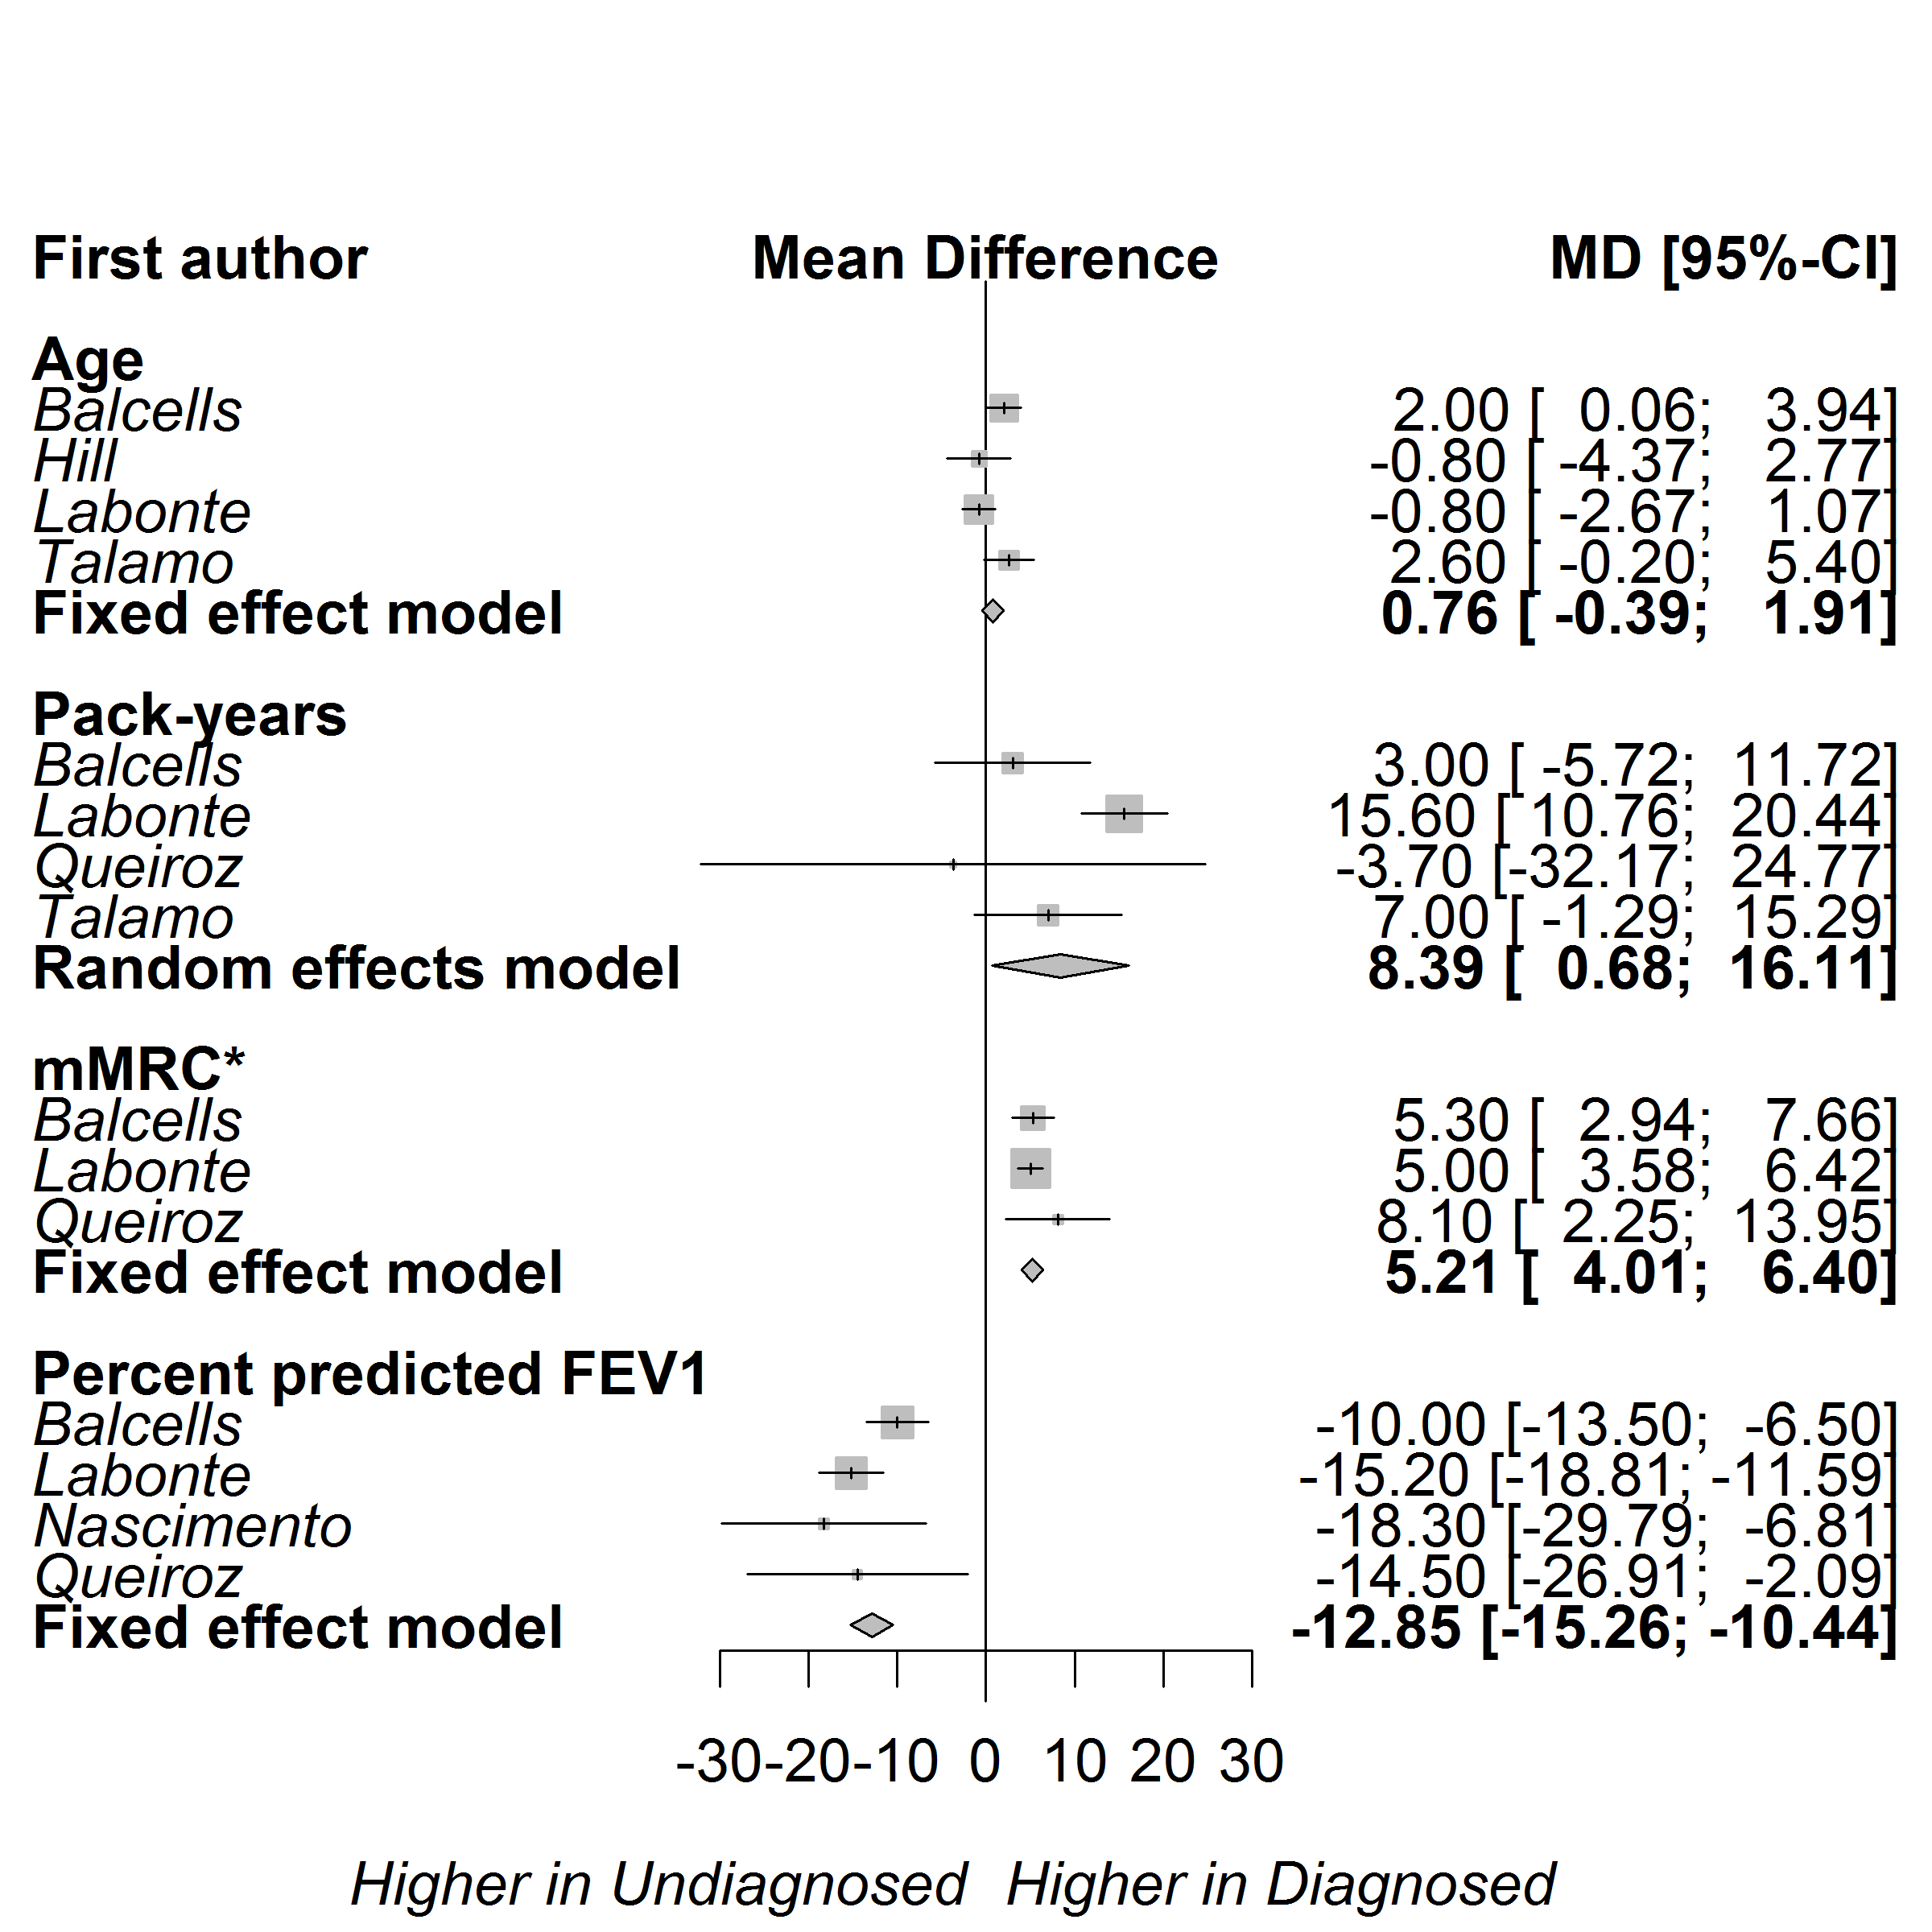 First author Mean Difference MD [95%-CI]
Age
Balcells 2.00 [ 0.06; 3.94]
Hill -0.80 [ -4.37; 2.77]
Labonte -0.80 [ -2.67; 1.07]
Talamo 2.60 [ -0.20; 5.40]
Fixed effect model 0.76 [ -0.39; 1.91]
Pack-years
Balcells 3.00 [ -5.72; 11.72]
Labonte 15.60 [ 10.76; 20.44]
Queiroz -3.70 [-32.17; 24.77]
Talamo 7.00 [ -1.29; 15.29]
Random effects model 8.39 [ 0.68; 16.11]
mMRC*
Balcells 5.30 [ 2.94; 7.66]
Labonte 5.00 [ 3.58; 6.42]
Queiroz 8.10 [ 2.25; 13.95]
Fixed effect model 5.21 [ 4.01; 6.40]
Percent predicted FEV1
Balcells -10.00 [-13.50; -6.50]
Labonte -15.20 [-18.81; -11.59]
Nascimento -18.30 [-29.79; -6.81]
Queiroz -14.50 [-26.91; -2.09]
Fixed effect model -12.85 [-15.26; -10.44]
-30 -20 -10 0 10 20 30
Higher in Undiagnosed Higher in Diagnosed